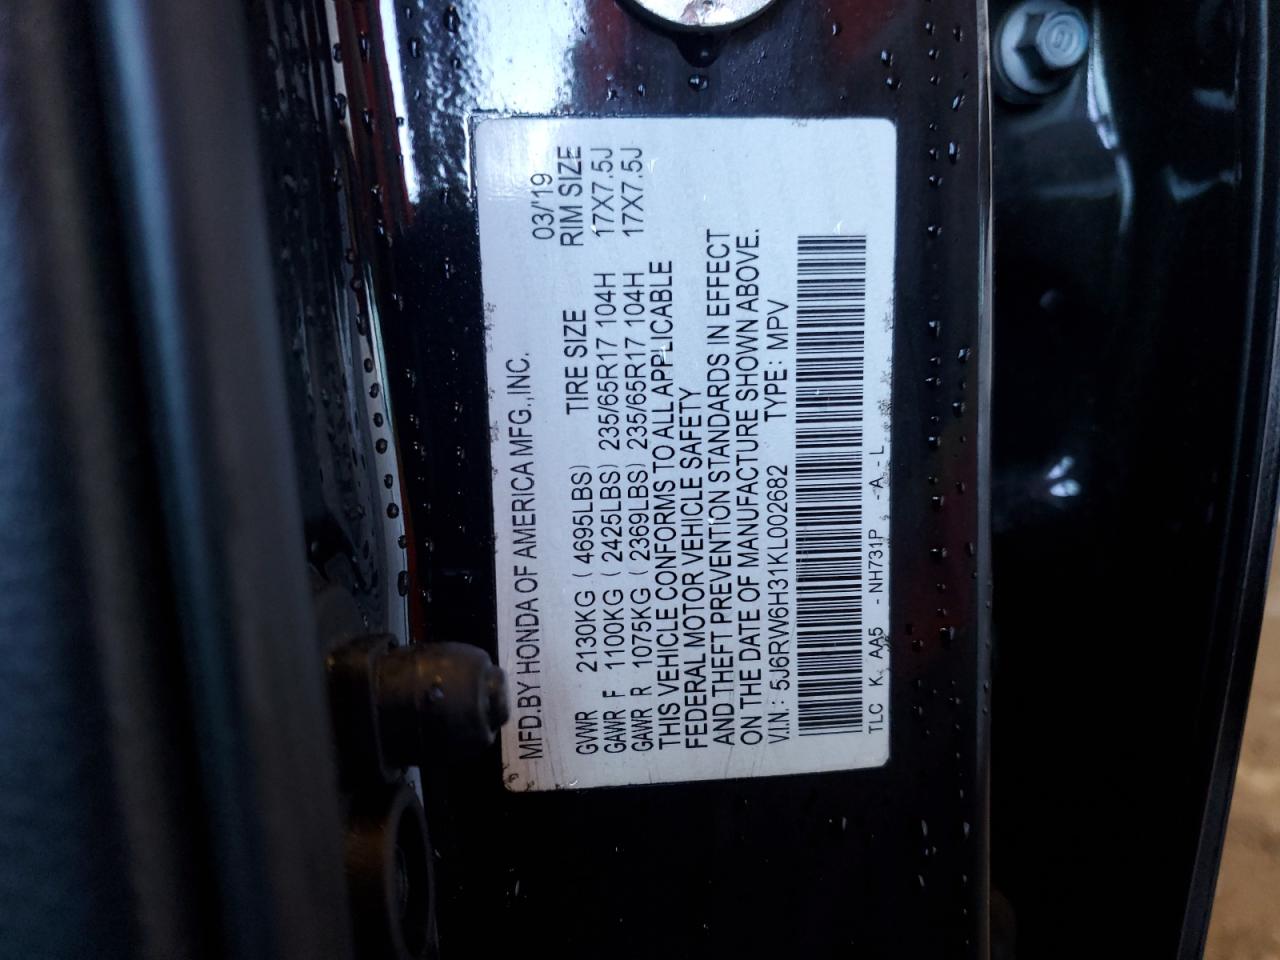 MFD.BY HONDA OF AMERICA MFG.,INC.
03/'19
TIRE SIZE RIM SIZE
GVWR 2130KG (4695LBS)
GAWR F 1100KG (2425LBS) 235/65R17 104H 17X7.5J
GAWR R 1075KG (2369LBS) 235/65R17 104H 17X7.5J
THIS VEHICLE CONFORMS TO ALL APPLICABLE
FEDERAL MOTOR VEHICLE SAFETY
AND THEFT PREVENTION STANDARDS IN EFFECT
ON THE DATE OF MANUFACTURE SHOWN ABOVE.
V.I.N: 5J6RW6H31KL002682 TYPE: MPV
TLC K. AA5 - NH731P -A - L